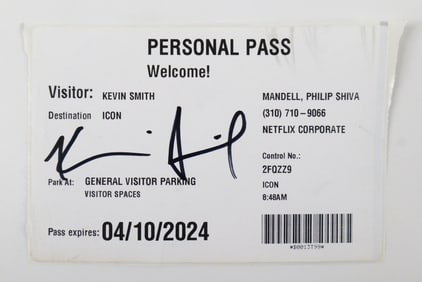 PERSONAL PASS
Welcome!
Visitor: KEVIN SMITH
Destination ICON
Park At: GENERAL VISITOR PARKING
VISITOR SPACES
Pass expires: 04/10/2024
MANDELL, PHILIP SHIVA
(310) 710-9066
NETFLIX CORPORATE
Control No.:
2FQZZ9
ICON
8:48AM